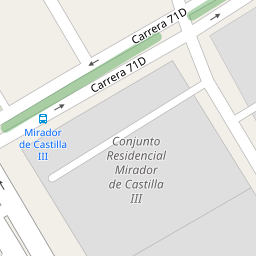 Carrera 71D
Carrera 71D
Mirador
de Castilla
III
Conjunto
Residencial
Mirador
de Castilla
III